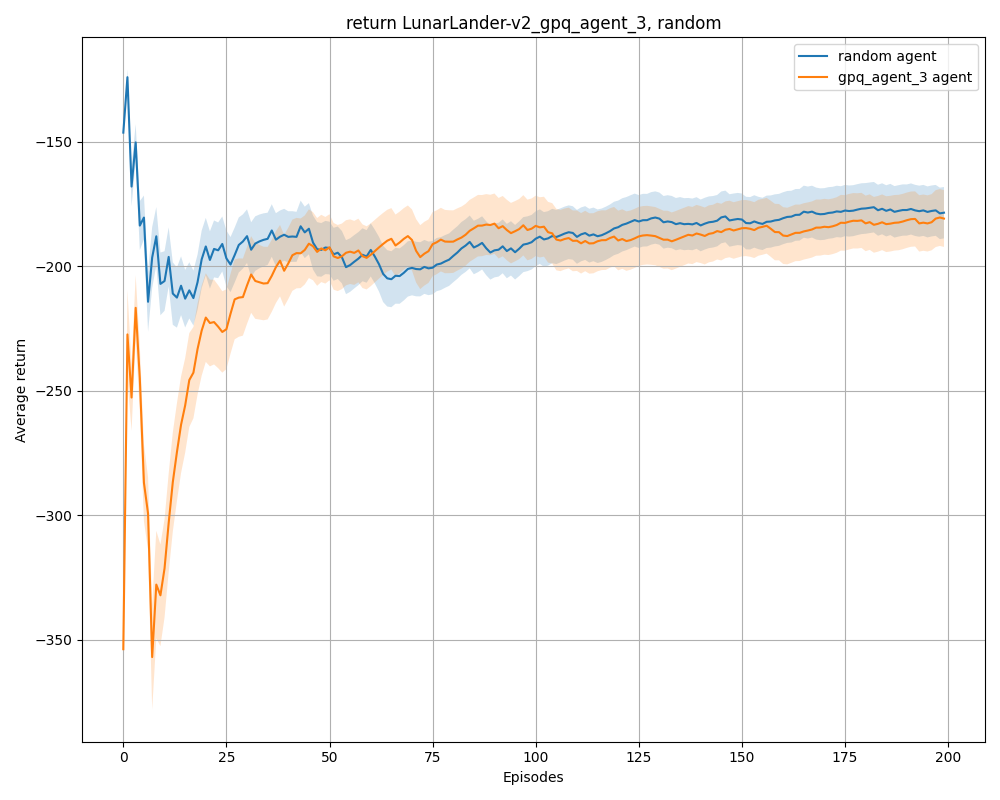 return LunarLander-v2_gpq_agent_3, random
random agent
gpq_agent_3 agent
Average return
−150
−200
−250
−300
−350
0 25 50 75 100 125 150 175 200
Episodes